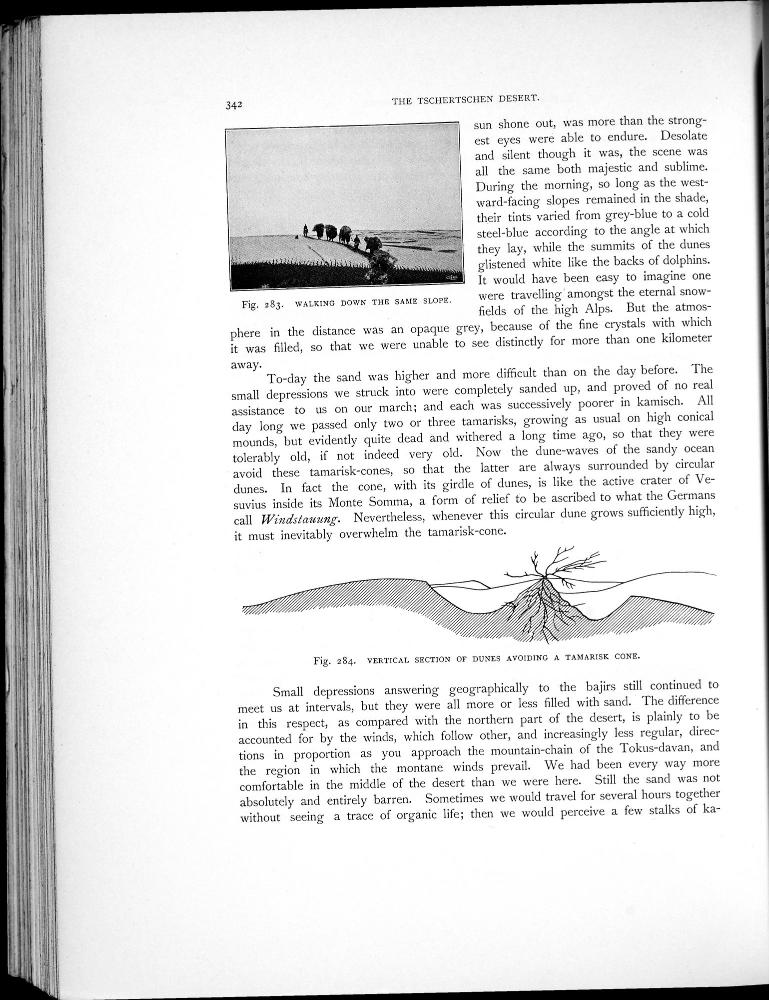 342
THE TSCHERTSCHEN DESERT.
sun shone out, was more than the strong-
est eyes were able to endure. Desolate
and silent though it was, the scene was
all the same both majestic and sublime.
During the morning, so long as the west-
ward-facing slopes remained in the shade,
their tints varied from grey-blue to a cold
steel-blue according to the angle at which
they lay, while the summits of the dunes
glistened white like the backs of dolphins.
It would have been easy to imagine one
were travelling amongst the eternal snow-
fields of the high Alps. But the atmos-
Fig. 283. WALKING DOWN THE SAME SLOPE.
phere in the distance was an opaque grey, because of the fine crystals with which
it was filled, so that we were unable to see distinctly for more than one kilometer
away.
To-day the sand was higher and more difficult than on the day before. The
small depressions we struck into were completely sanded up, and proved of no real
assistance to us on our march; and each was successively poorer in kamisch. All
day long we passed only two or three tamarisks, growing as usual on high conical
mounds, but evidently quite dead and withered a long time ago, so that they were
tolerably old, if not indeed very old. Now the dune-waves of the sandy ocean
avoid these tamarisk-cones, so that the latter are always surrounded by circular
dunes. In fact the cone, with its girdle of dunes, is like the active crater of Ve-
suvius inside its Monte Somma, a form of relief to be ascribed to what the Germans
call Windstauung. Nevertheless, whenever this circular dune grows sufficiently high,
it must inevitably overwhelm the tamarisk-cone.
Fig. 284. VERTICAL SECTION OF DUNES AVOIDING A TAMARISK CONE.
Small depressions answering geographically to the bajirs still continued to
meet us at intervals, but they were all more or less filled with sand. The difference
in this respect, as compared with the northern part of the desert, is plainly to be
accounted for by the winds, which follow other, and increasingly less regular, direc-
tions in proportion as you approach the mountain-chain of the Tokus-davan, and
the region in which the montane winds prevail. We had been every way more
comfortable in the middle of the desert than we were here. Still the sand was not
absolutely and entirely barren. Sometimes we would travel for several hours together
without seeing a trace of organic life; then we would perceive a few stalks of ka-